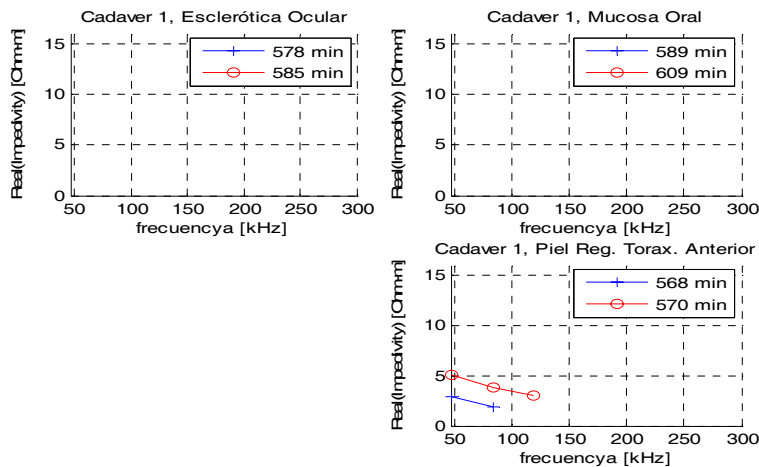 Cadaver 1, Esclerótica Ocular
Real(Impedivity) [Ohm·m]
15
10
5
0
578 min
585 min
50 100 150 200 250 300
frecuencya [kHz]
Cadaver 1, Mucosa Oral
Real(Impedivity) [Ohm·m]
15
10
5
0
589 min
609 min
50 100 150 200 250 300
frecuencya [kHz]
Cadaver 1, Piel Reg. Torax. Anterior
Real(Impedivity) [Ohm·m]
15
10
5
0
568 min
570 min
50 100 150 200 250 300
frecuencya [kHz]